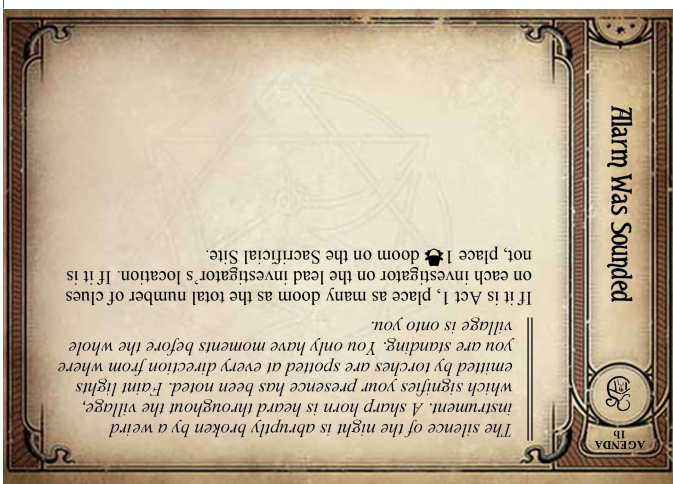 AGENDA
1b
Alarm Was Sounded
The silence of the night is abruptly broken by a weird
instrument. A sharp horn is heard throughout the village,
which signifies your presence has been noted. Faint lights
emitted by torches are spotted at every direction from where
you are standing. You only have moments before the whole
village is onto you.
If it is Act 1, place as many doom as the total number of clues
on each investigator on the lead investigator's location. If it is
not, place 1 doom on the Sacrificial Site.